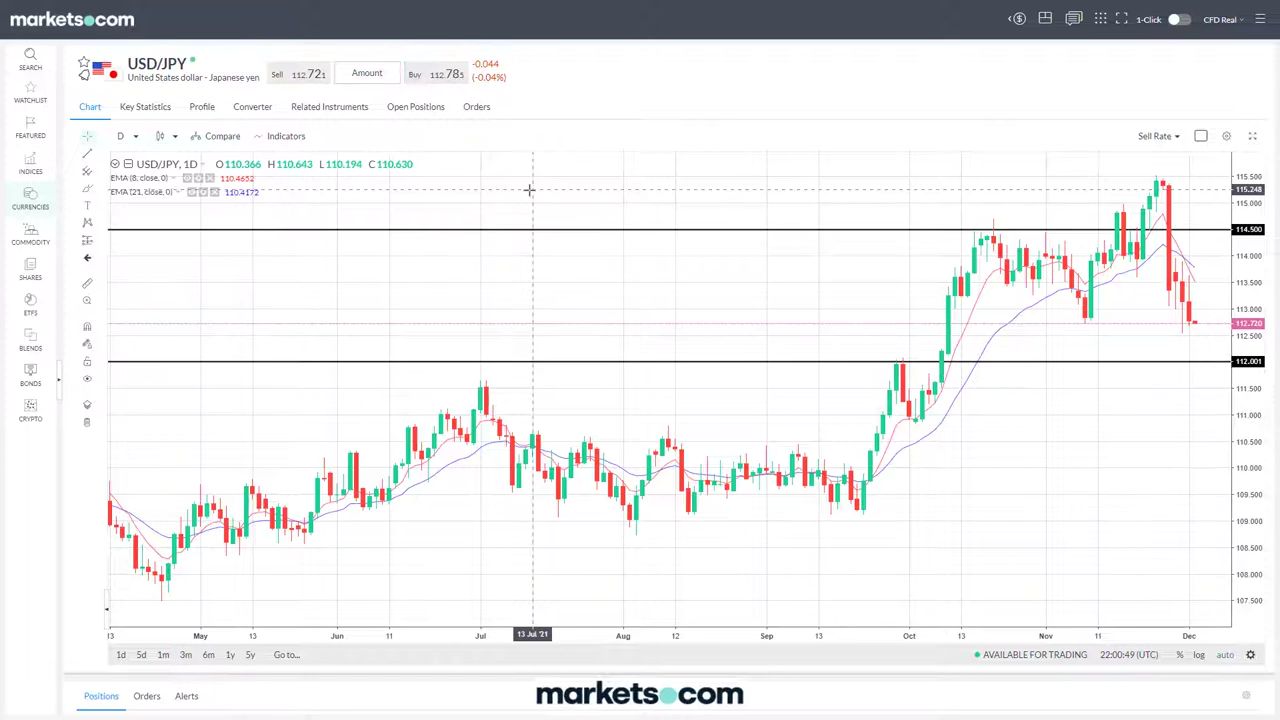 markets.com
1-Click
CFD Real
SEARCH
WATCHLIST
FEATURED
INDICES
CURRENCIES
COMMODITY
SHARES
ETFS
BLENDS
BONDS
CRYPTO
USD/JPY
United States dollar - Japanese yen
Sell 112.721
Amount
Buy 112.785
-0.044
(-0.04%)
Chart Key Statistics Profile Converter Related Instruments Open Positions Orders
D Compare Indicators Sell Rate
USD/JPY, 1D O110.366 H110.643 L110.194 C110.630
EMA (8, close, 0) 110.4652
EMA (21, close, 0) 110.4172
115.500
115.248
115.000
114.500
114.000
113.500
113.000
112.720
112.500
112.001
111.500
111.000
110.500
110.000
109.500
109.000
108.500
108.000
107.500
13 May 13 Jun 11 Jul 13 Jul '21 Aug 12 Sep 13 Oct 13 Nov 11 Dec
1d 5d 1m 3m 6m 1y 5y Go to...
AVAILABLE FOR TRADING 22:00:49 (UTC) % log auto
Positions Orders Alerts
markets.com